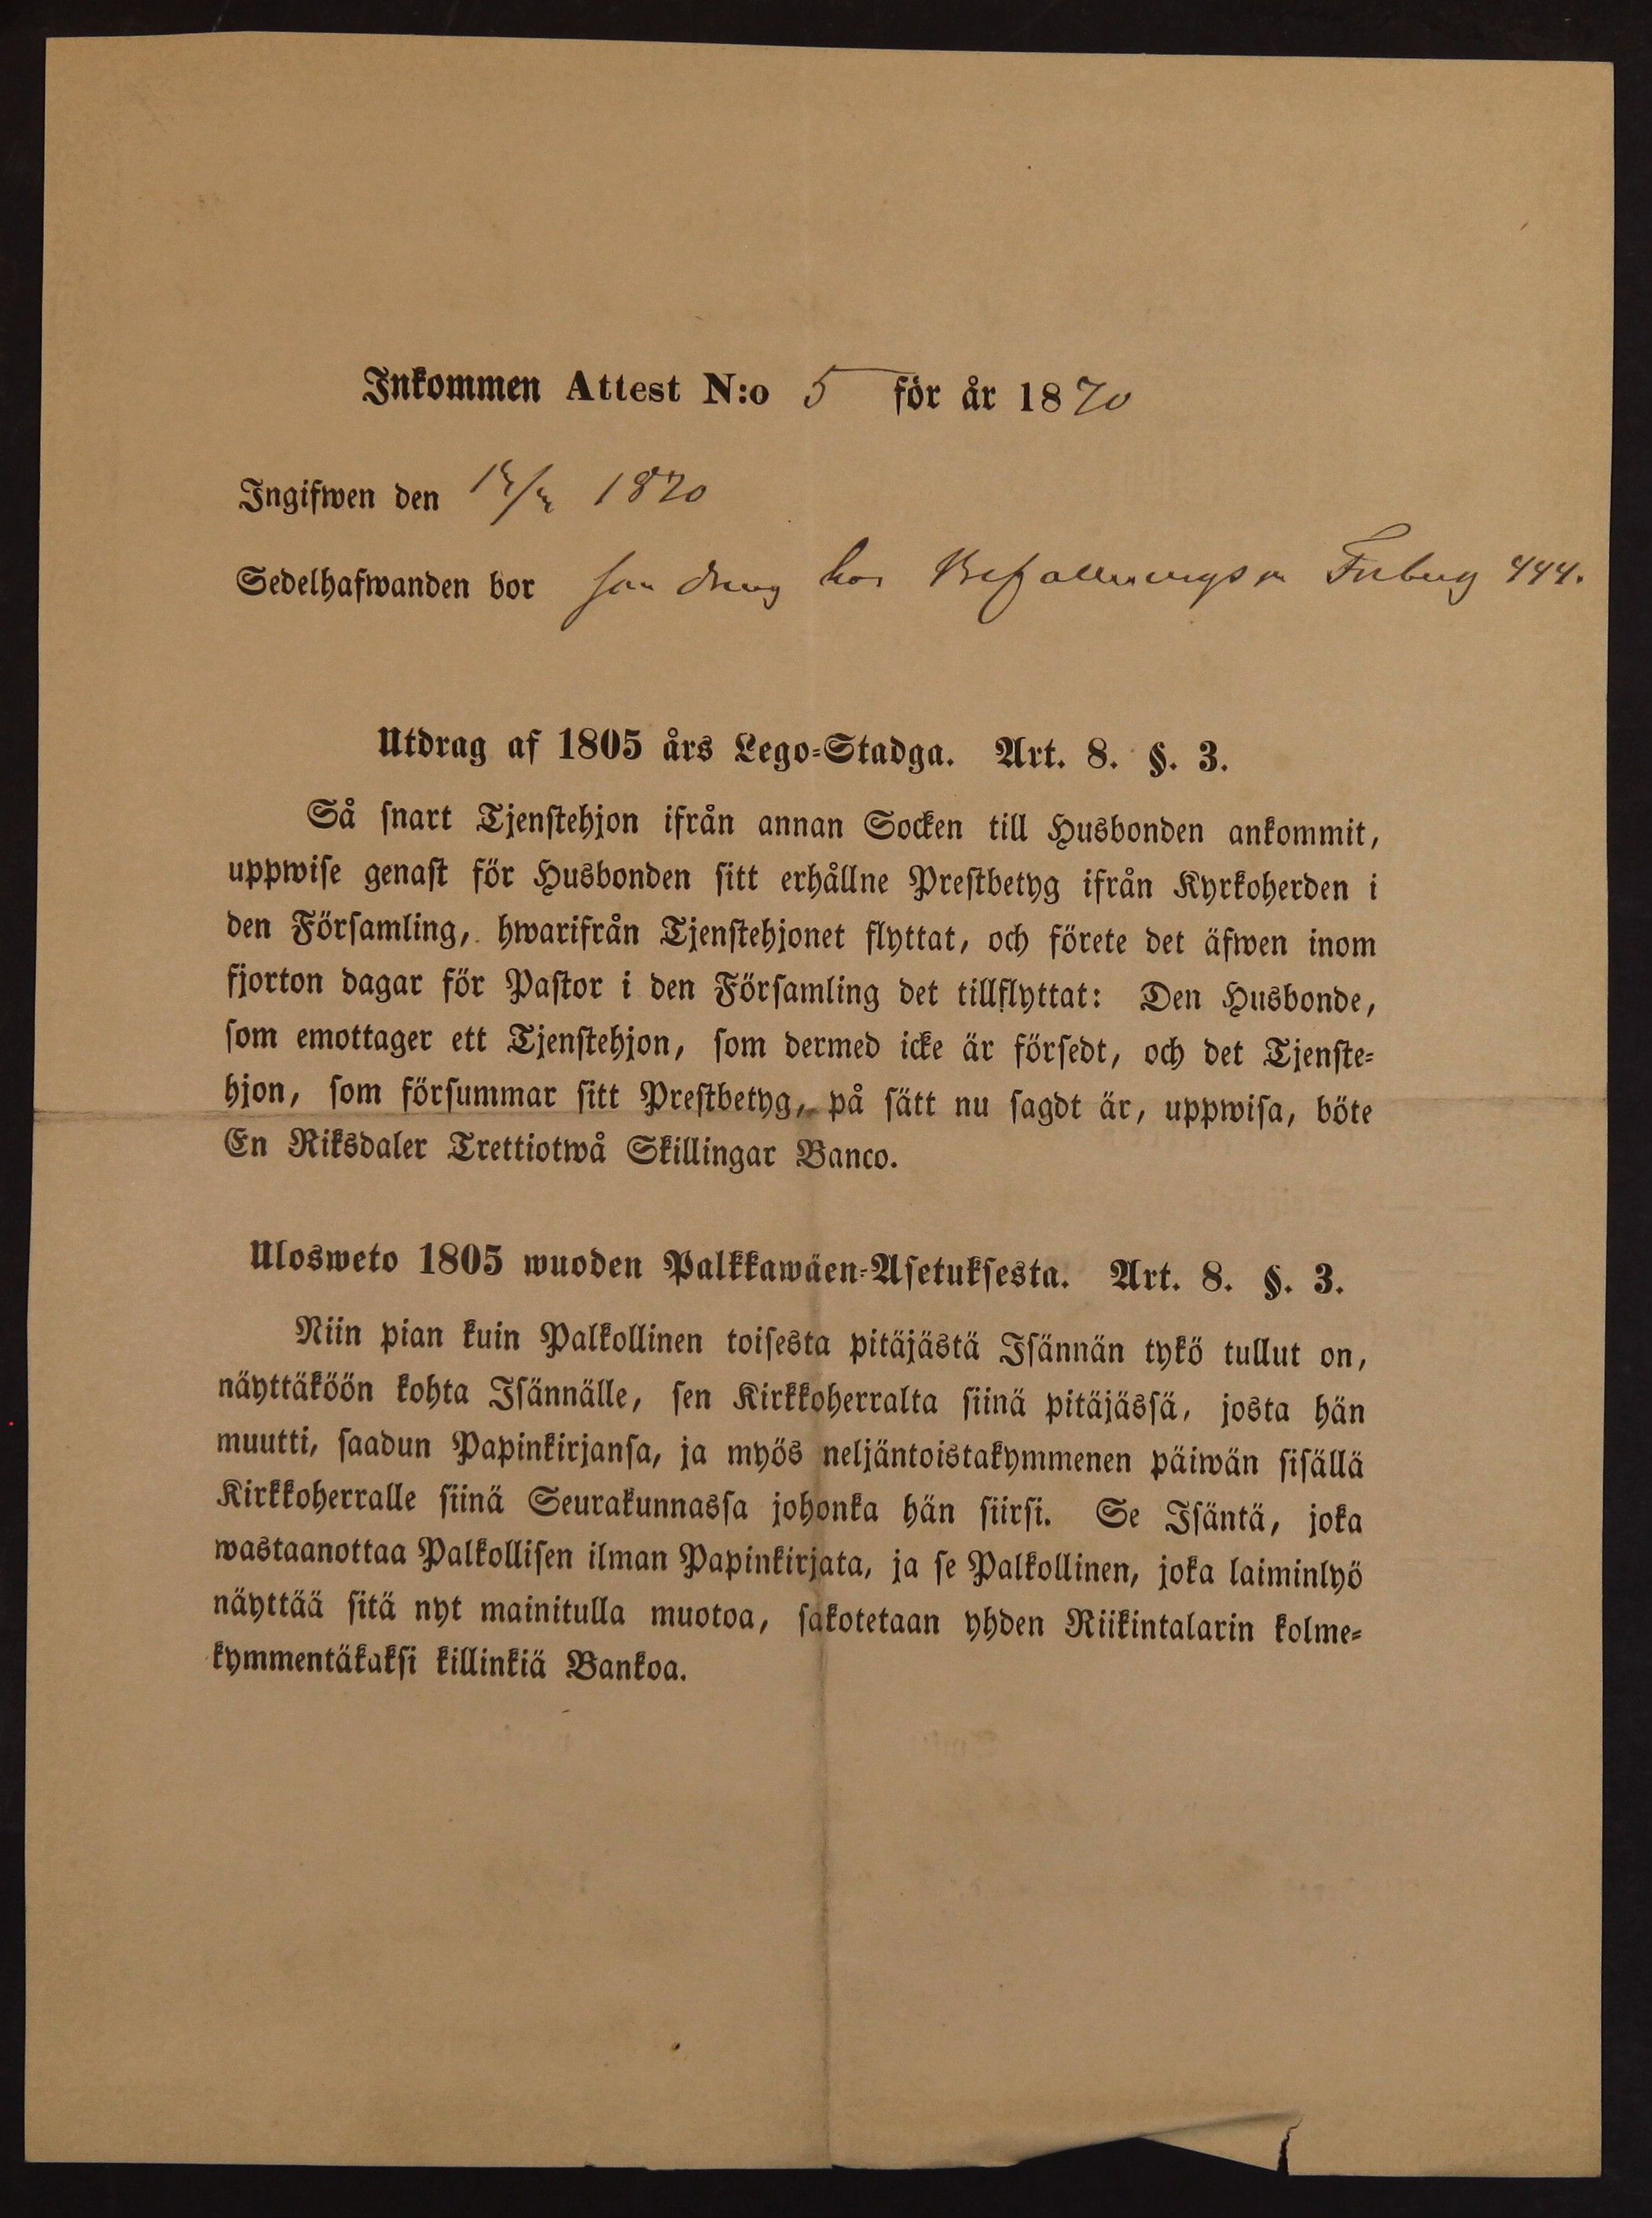 Inkommen Attest N:o 5 för år 1870
Ingifwen den 1870
Sedelhafwanden bor som dräng hos Befallningsm 444.
Utdrag af 1805 års Lego-Stadga. Art. 8. §. 3.
Så snart Tjenstehjon ifrån annan Socken till Husbonden ankommit,
uppwise genast för Husbonden sitt erhållne Prestbetyg ifrån Kyrkoherden i
den Församling, hwarifrån Tjenstehjonet flyttat, och förete det äfwen inom
fjorton dagar för Pastor i den Församling det tillflyttat: Den Husbonde,
som emottager ett Tjenstehjon, som dermed icke är försedt, och det Tjenste-
hjon, som försummar sitt Prestbetyg, på sätt nu sagdt är, uppwisa, böte
En Riksdaler Trettiotwå Skillingar Banco.
Ulosweto 1805 wuoden Palkkawäen-Asetuksesta. Art. 8. §. 3.
Niin pian kuin Palkollinen toisesta pitäjästä Isännän tykö tullut on,
näyttäköön kohta Isännälle, sen Kirkkoherralta siinä pitäjässä, josta hän
muutti, saadun Papinkirjansa, ja myös neljäntoistakymmenen päiwän sisällä
Kirkkoherralle siinä Seurakunnassa johonka hän siirsi. Se Isäntä, joka
wastaanottaa Palkollisen ilman Papinkirjata, ja se Palkollinen, joka laiminlyö
näyttää sitä nyt mainitulla muotoa, sakotetaan yhden Riikintalarin kolme-
kymmentäkaksi killinkiä Bankoa.